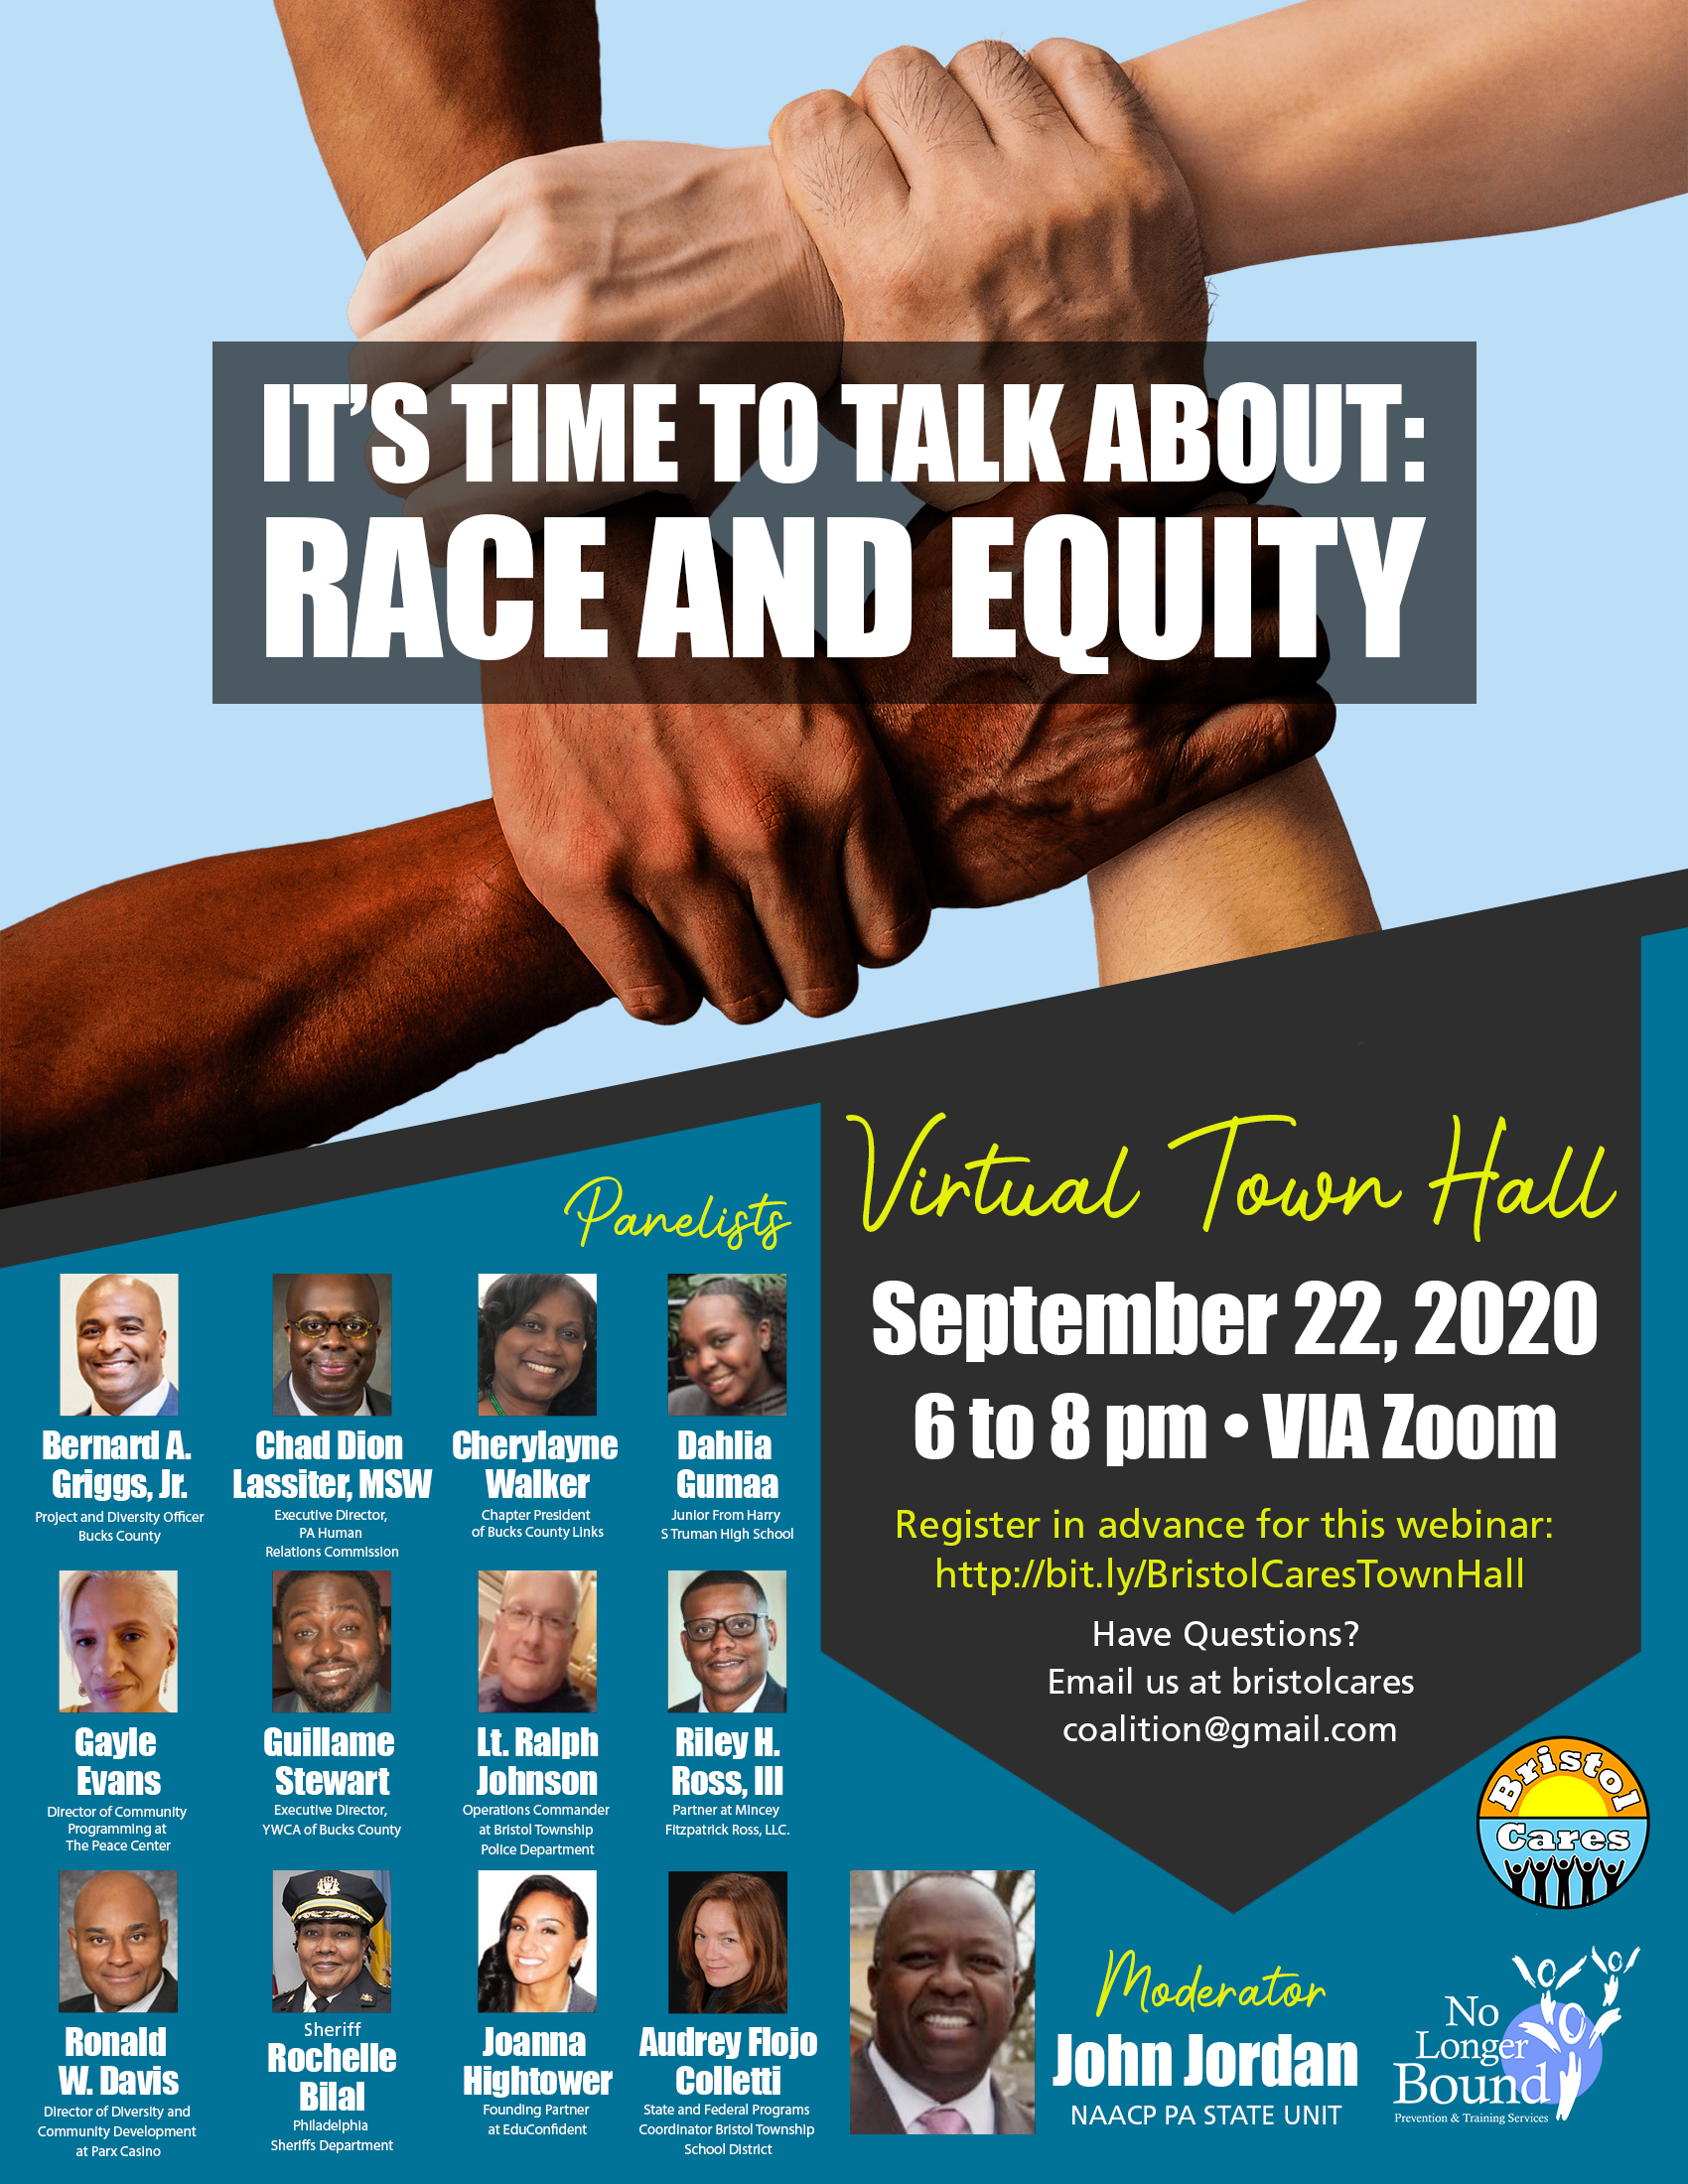 IT'S TIME TO TALK ABOUT:
RACE AND EQUITY
Virtual Town Hall
September 22, 2020
6 to 8 pm • VIA Zoom
Register in advance for this webinar:
http://bit.ly/BristolCaresTownHall
Have Questions?
Email us at bristolcares
coalition@gmail.com
Panelists
Bernard A.
Griggs, Jr.
Project and Diversity Officer
Bucks County
Chad Dion
Lassiter, MSW
Executive Director,
PA Human
Relations Commission
Cherylayne
Walker
Chapter President
of Bucks County Links
Dahlia
Gumaa
Junior From Harry
S Truman High School
Gayle
Evans
Director of Community
Programming at
The Peace Center
Guillame
Stewart
Executive Director,
YWCA of Bucks County
Lt. Ralph
Johnson
Operations Commander
at Bristol Township
Police Department
Riley H.
Ross, III
Partner at Mincey
Fitzpatrick Ross, LLC.
Ronald
W. Davis
Director of Diversity and
Community Development
at Parx Casino
Sheriff
Rochelle
Bilal
Philadelphia
Sheriffs Department
Joanna
Hightower
Founding Partner
at EduConfident
Audrey Flojo
Colletti
State and Federal Programs
Coordinator Bristol Township
School District
Moderator
John Jordan
NAACP PA STATE UNIT
Bristol
Cares
No
Longer
Bound
Prevention & Training Services